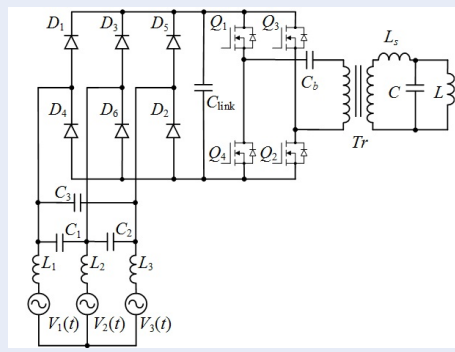 D1 D3 D5 Q1 Q3
Ls
Cb
Clink
C L
D4 D6 D2
Tr
Q4 Q2
C3
C1 C2
L1 L2 L3
V1(t) V2(t) V3(t)